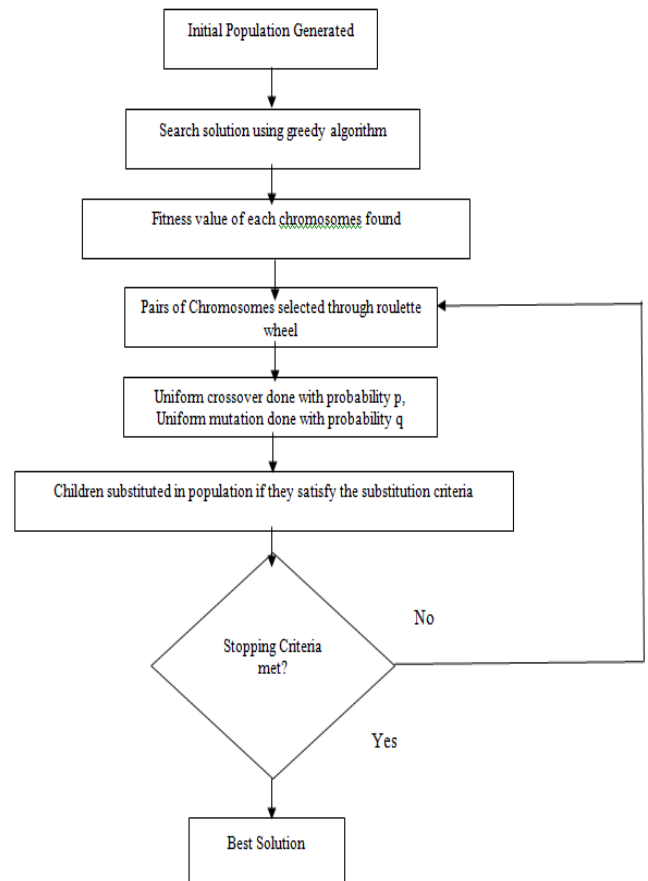 Initial Population Generated
Search solution using greedy algorithm
Fitness value of each chromosomes found
Pairs of Chromosomes selected through roulette
wheel
Uniform crossover done with probability p,
Uniform mutation done with probability q
Children substituted in population if they satisfy the substitution criteria
No
Stopping Criteria
met?
Yes
Best Solution